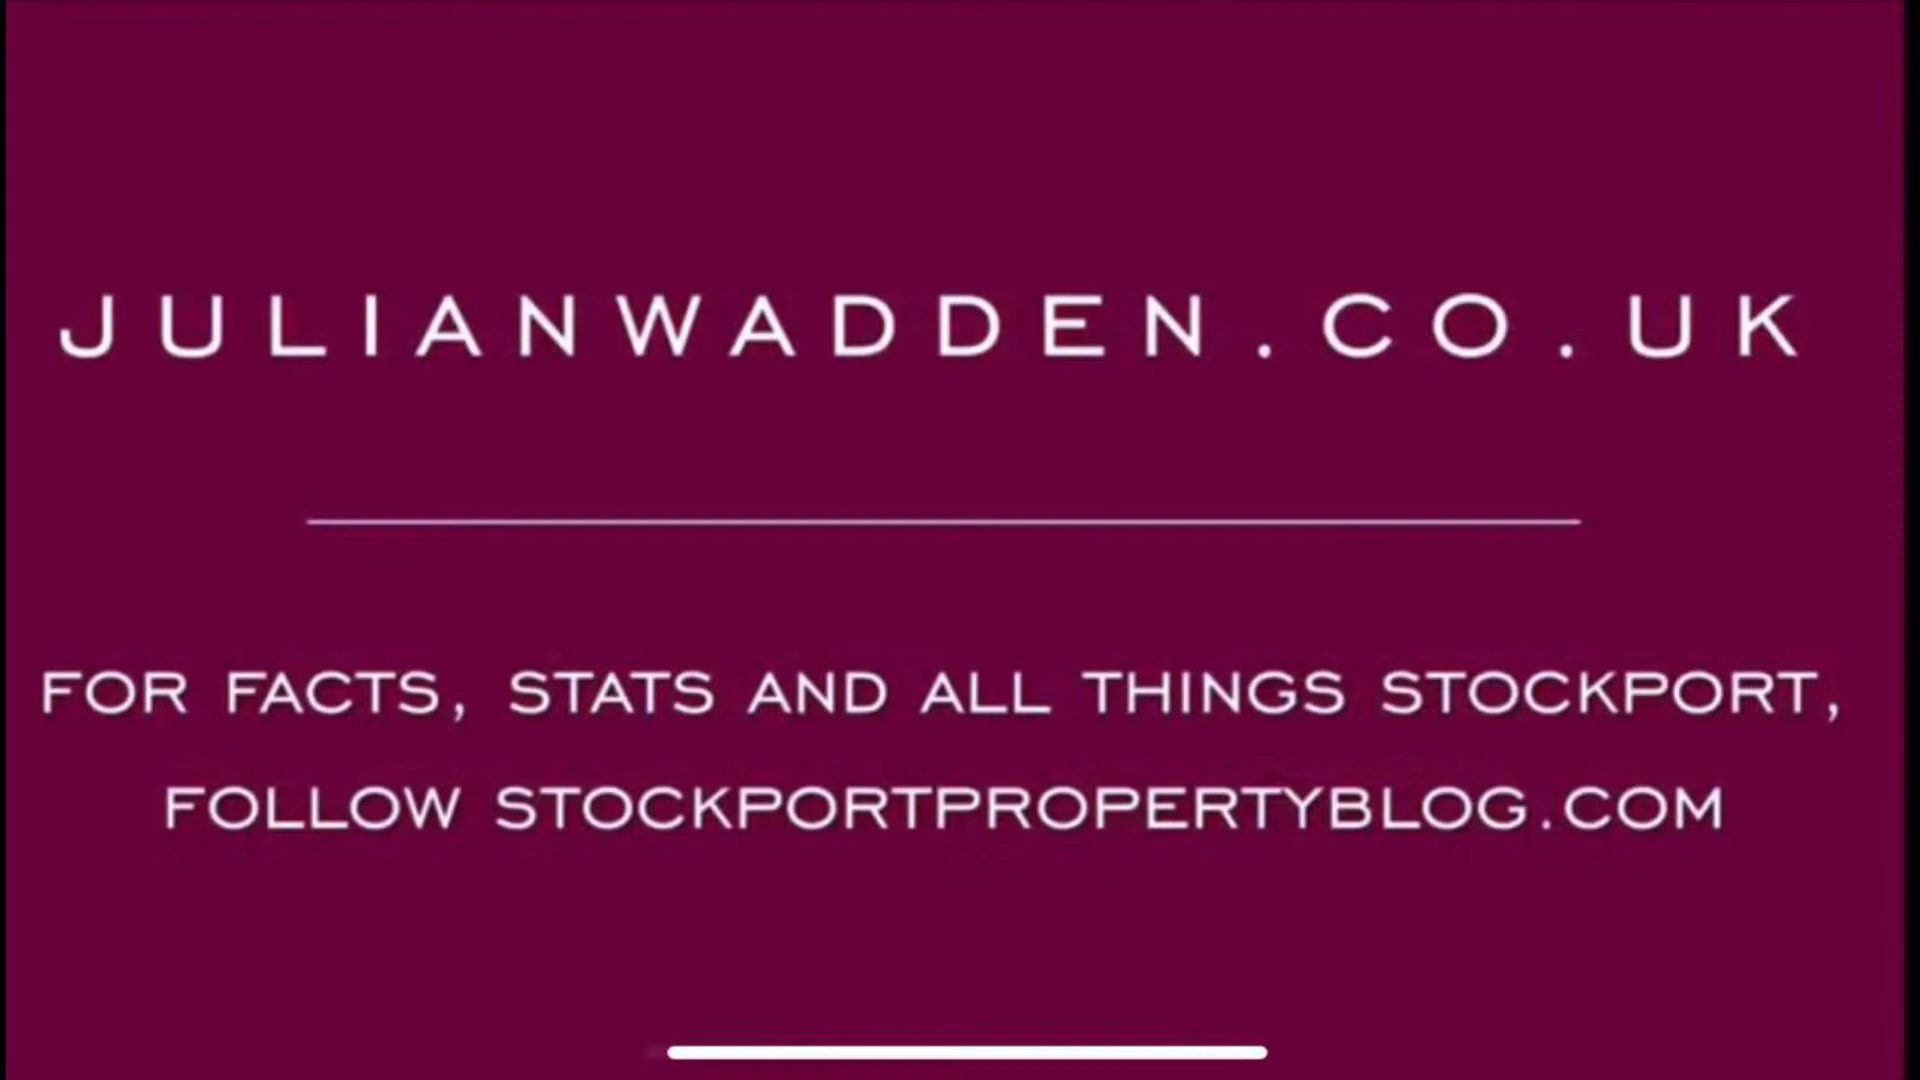 JULIANWADDEN.CO.UK
FOR FACTS, STATS AND ALL THINGS STOCKPORT,
FOLLOW STOCKPORTPROPERTYBLOG.COM